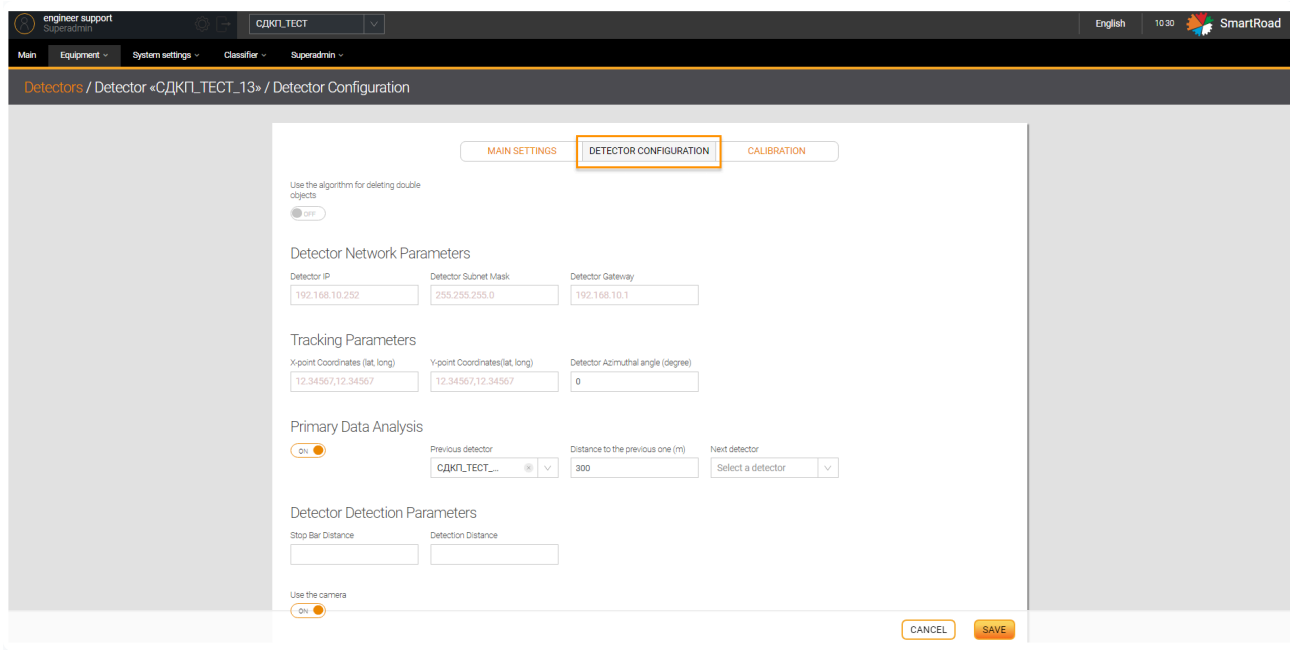 engineer support
Superadmin
СДКП_ТЕСТ
English
10 30
SmartRoad
Main
Equipment
System settings
Classifier
Superadmin
Detectors / Detector «СДКП_ТЕСТ_13» / Detector Configuration
MAIN SETTINGS
DETECTOR CONFIGURATION
CALIBRATION
Use the algorithm for deleting double
objects
OFF
Detector Network Parameters
Detector IP
Detector Subnet Mask
Detector Gateway
192.168.10.252
255.255.255.0
192.168.10.1
Tracking Parameters
X-point Coordinates (lat, long)
Y-point Coordinates(lat, long)
Detector Azimuthal angle (degree)
12.34567,12.34567
12.34567,12.34567
0
Primary Data Analysis
ON
Previous detector
Distance to the previous one (m)
Next detector
СДКП_ТЕСТ_...
300
Select a detector
Detector Detection Parameters
Stop Bar Distance
Detection Distance
Use the camera
ON
CANCEL
SAVE